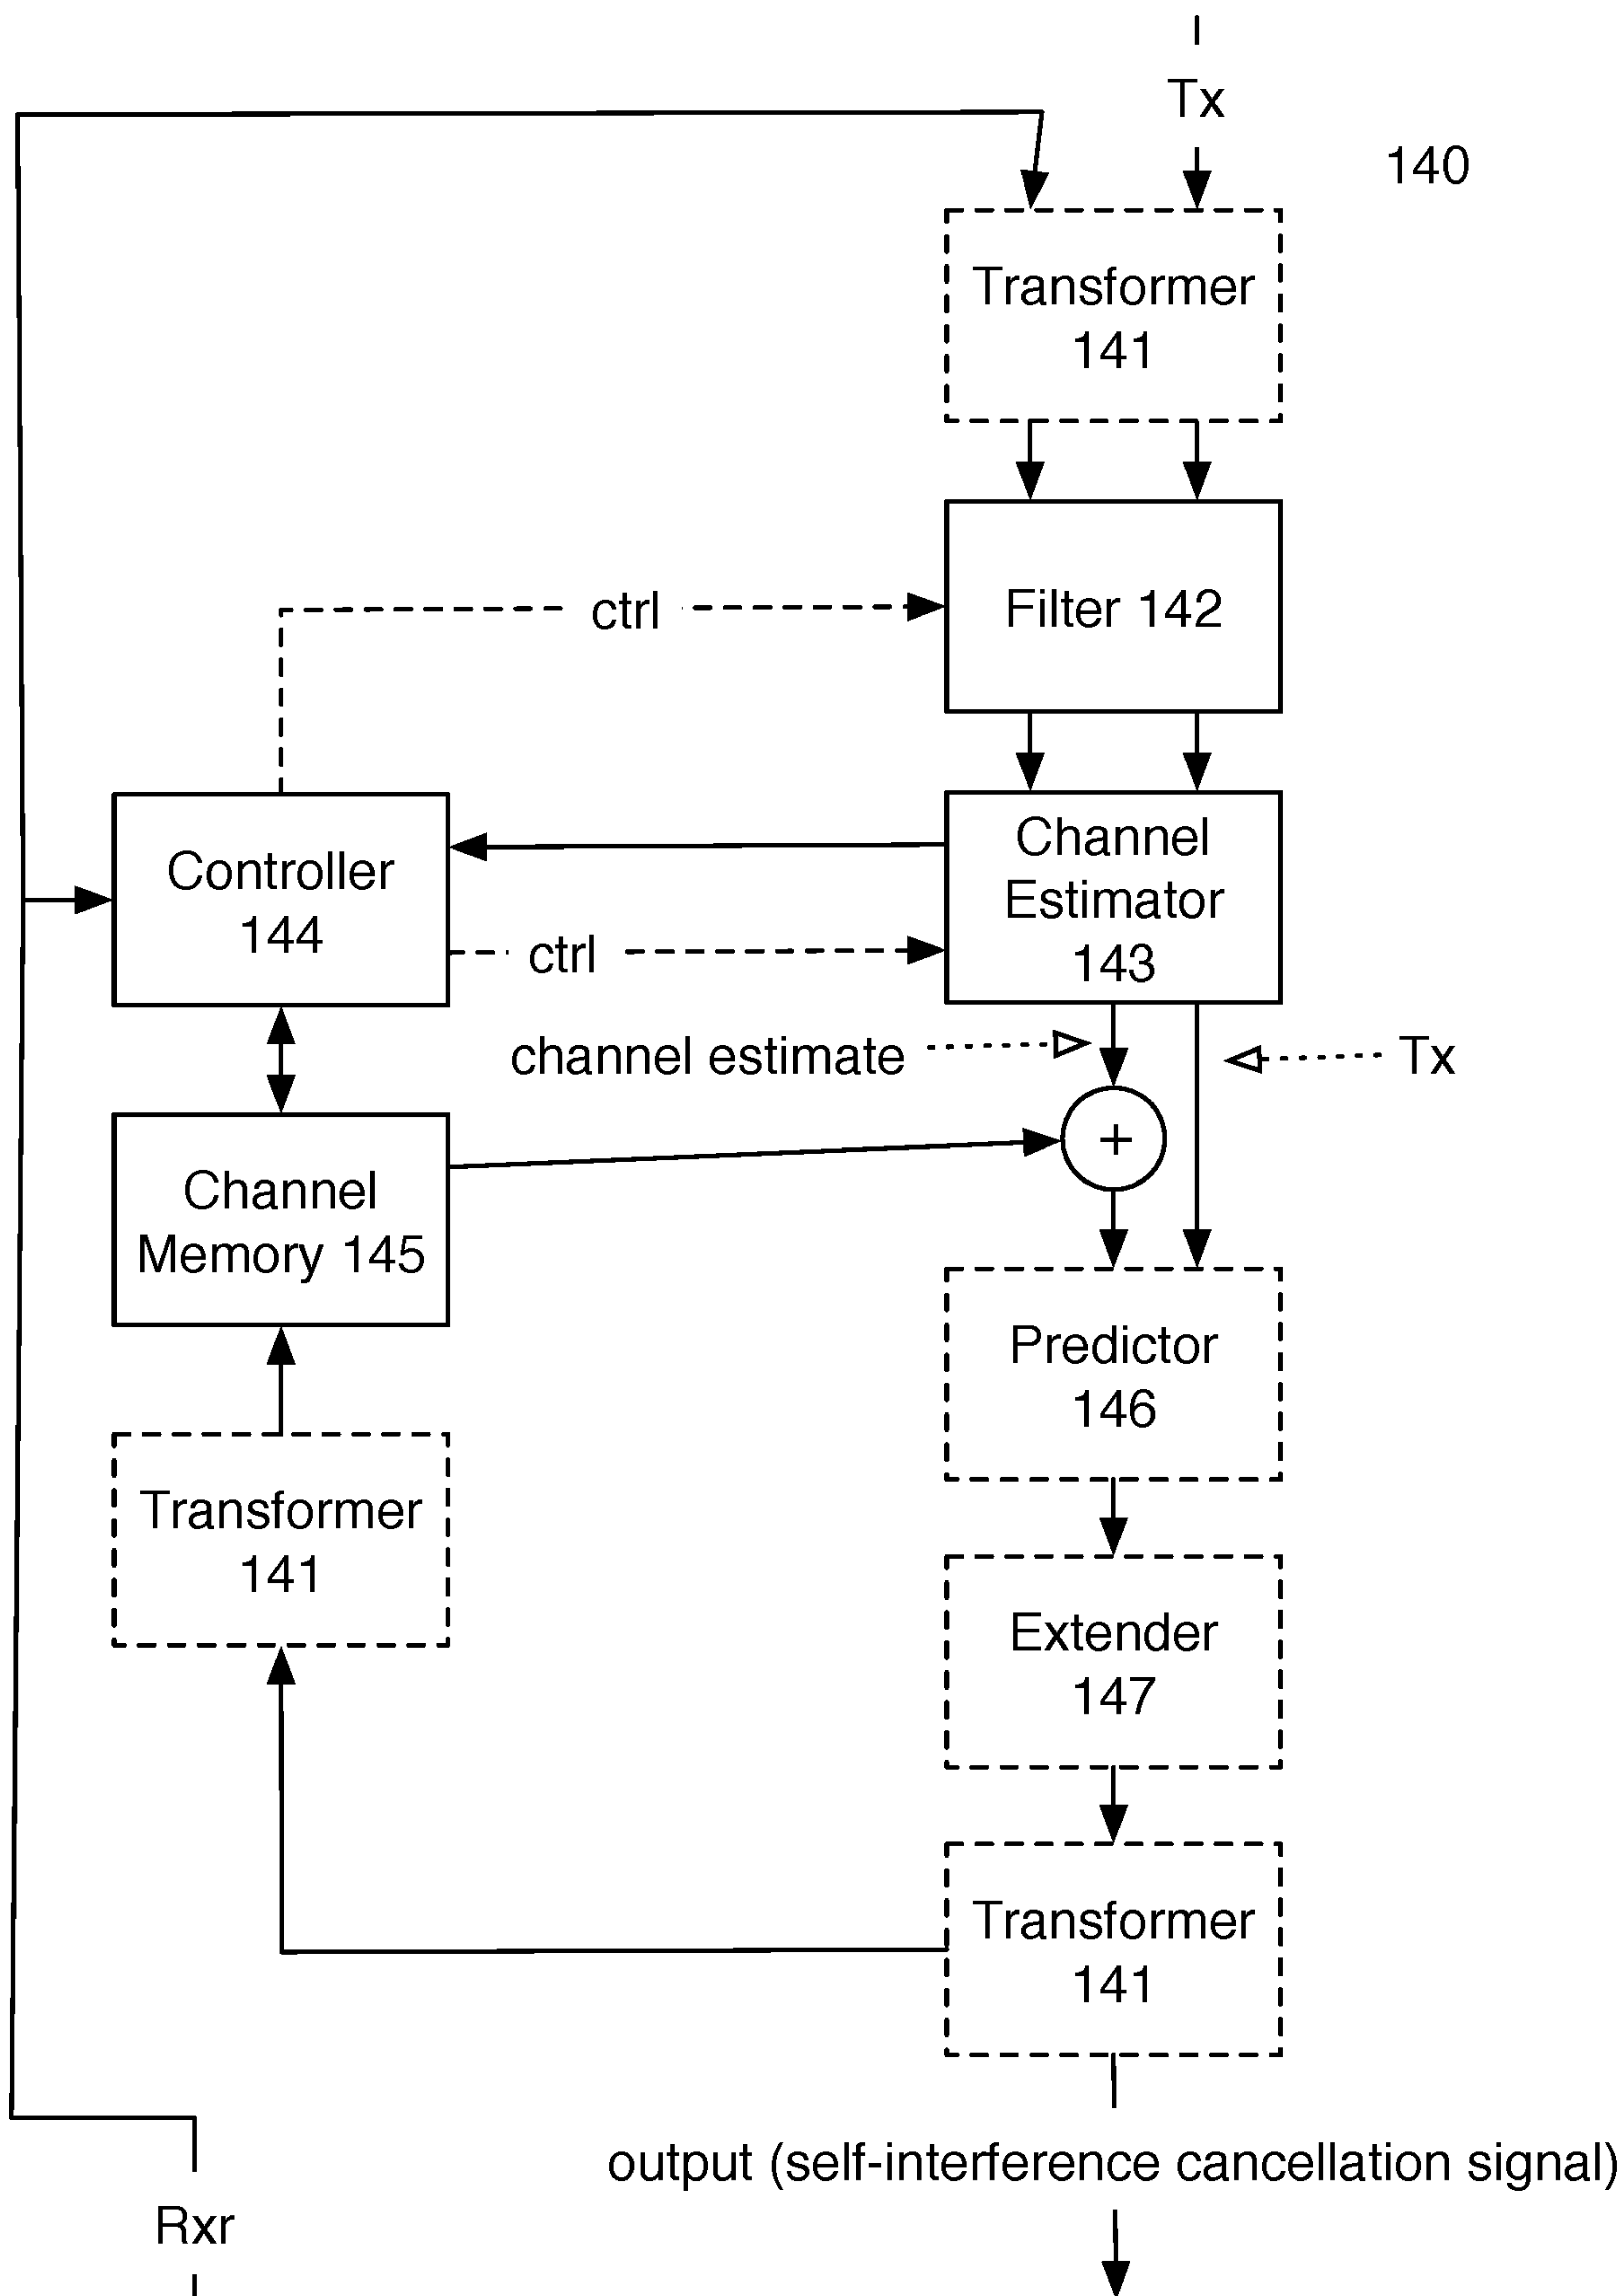 Tx
140
Transformer
141
ctrl
Filter 142
Controller
144
Channel
Estimator
143
ctrl
channel estimate
Tx
+
Channel
Memory 145
Predictor
146
Transformer
141
Extender
147
Transformer
141
output (self-interference cancellation signal)
Rxr